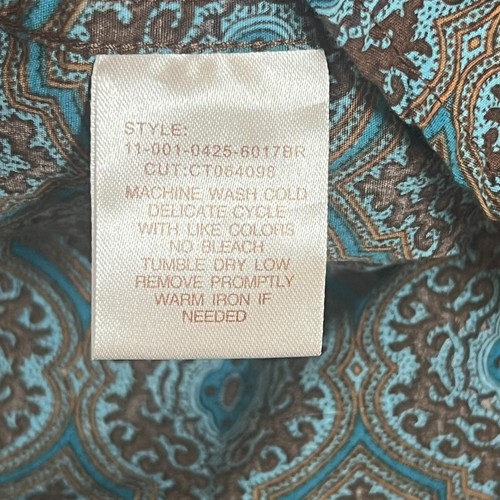 STYLE:
11-001-0425-6017BR
CUT:CT064098
MACHINE WASH COLD
DELICATE CYCLE
WITH LIKE COLORS
NO BLEACH
TUMBLE DRY LOW
REMOVE PROMPTLY
WARM IRON IF
NEEDED